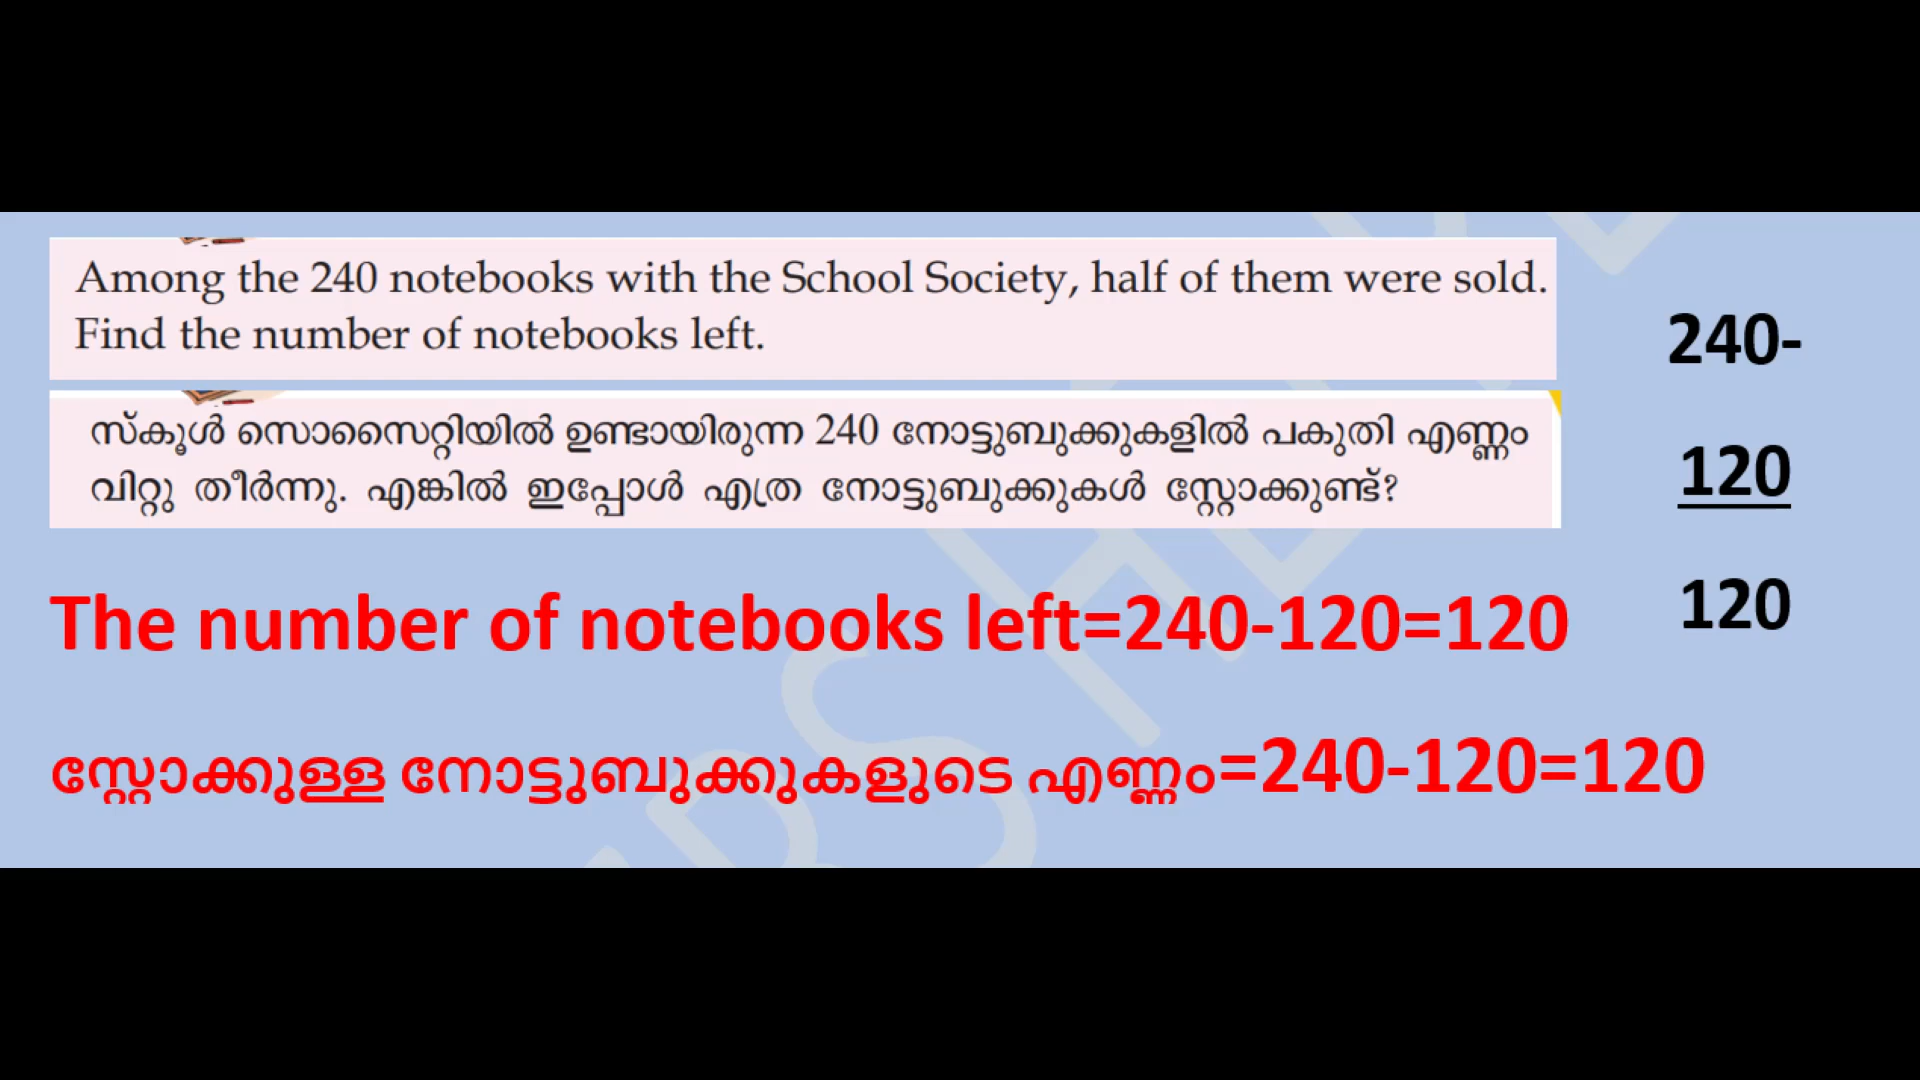 Among the 240 notebooks with the School Society, half of them were sold.
Find the number of notebooks left.
സ്കൂൾ സൊസൈറ്റിയിൽ ഉണ്ടായിരുന്ന 240 നോട്ടുബുക്കുകളിൽ പകുതി എണ്ണം
വിറ്റു തീർന്നു. എങ്കിൽ ഇപ്പോൾ എത്ര നോട്ടുബുക്കുകൾ സ്റ്റോക്കുണ്ട്?
240-
120
120
The number of notebooks left=240-120=120
സ്റ്റോക്കുള്ള നോട്ടുബുക്കുകളുടെ എണ്ണം=240-120=120